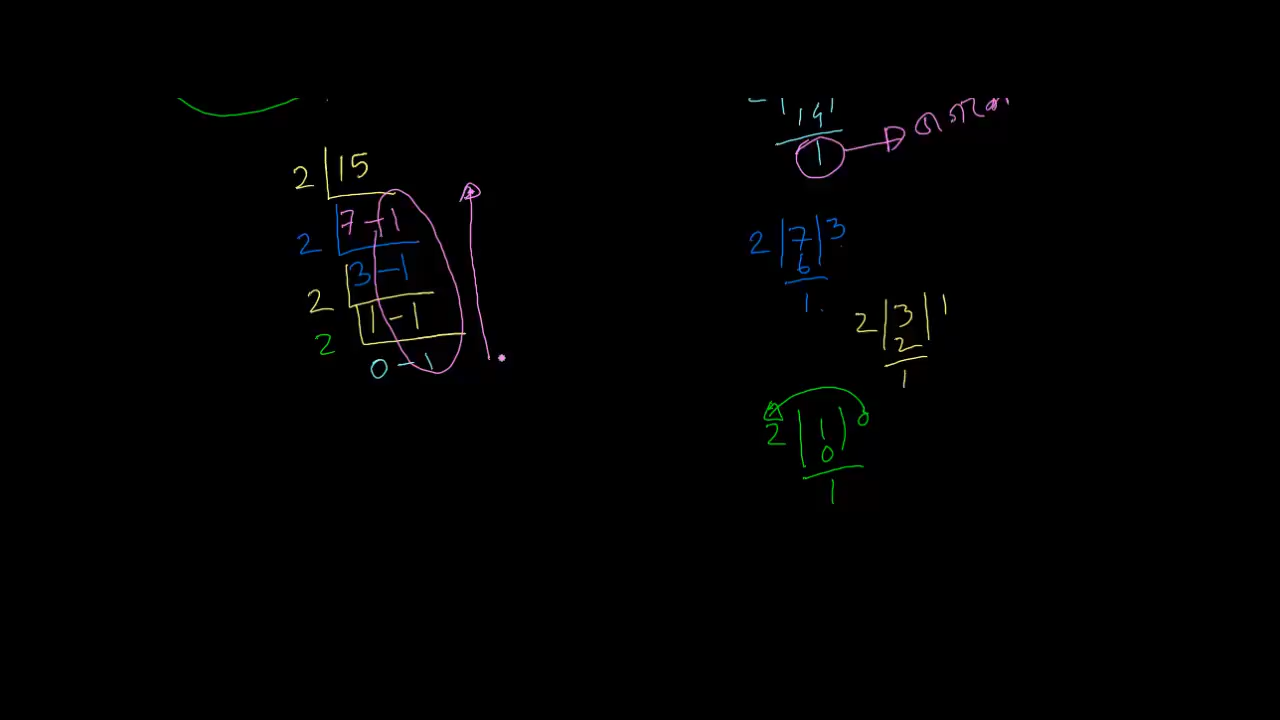 2 | 15
2 | 7 – 1
2 | 3 – 1
2 | 1 – 1
0 – 1
14
1
2 | 7 | 3
6
1
2 | 3 | 1
2
1
2 | 1 | 0
0
1